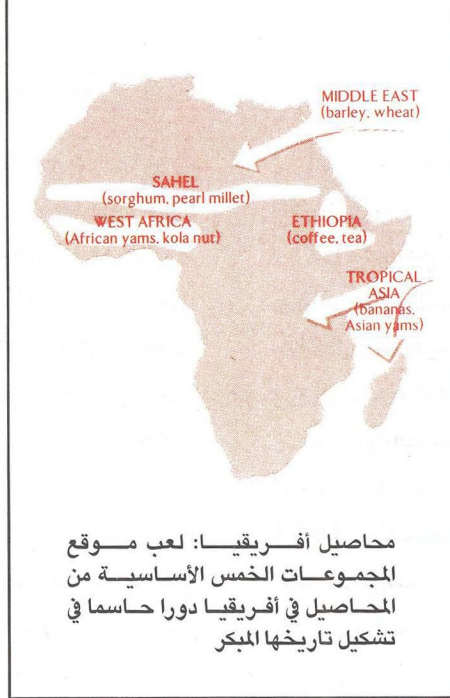 MIDDLE EAST
(barley, wheat)
SAHEL
(sorghum, pearl millet)
WEST AFRICA
(African yams, kola nut)
ETHIOPIA
(coffee, tea)
TROPICAL
ASIA
(bananas,
Asian yams)
محاصيل أفريقيا: لعب موقع
المجموعات الخمس الأساسية من
المحاصيل في أفريقيا دورا حاسما في
تشكيل تاريخها المبكر